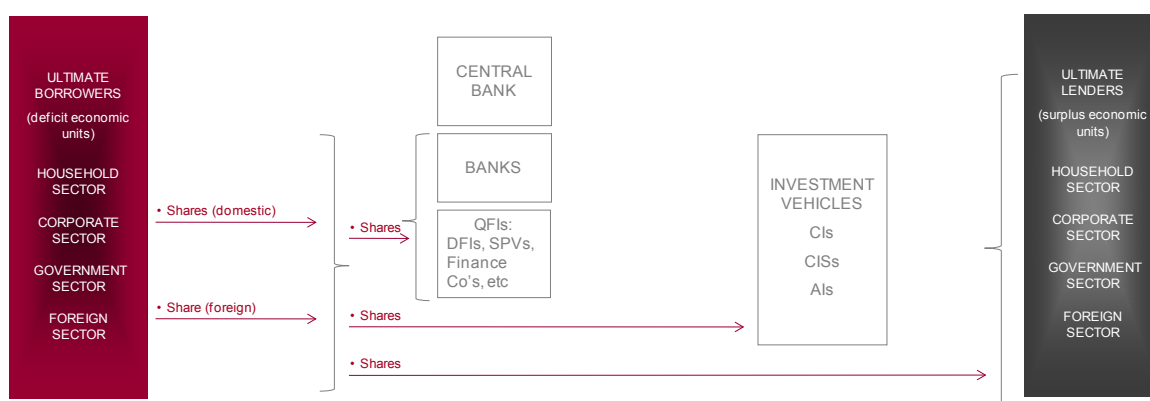 ULTIMATE
BORROWERS
(deficit economic
units)
HOUSEHOLD
SECTOR
CORPORATE
SECTOR
GOVERNMENT
SECTOR
FOREIGN
SECTOR
• Shares (domestic)
• Share (foreign)
• Shares
• Shares
• Shares
CENTRAL
BANK
BANKS
QFIs:
DFIs, SPVs,
Finance
Co's, etc
INVESTMENT
VEHICLES
CIs
CISs
AIs
ULTIMATE
LENDERS
(surplus economic
units)
HOUSEHOLD
SECTOR
CORPORATE
SECTOR
GOVERNMENT
SECTOR
FOREIGN
SECTOR